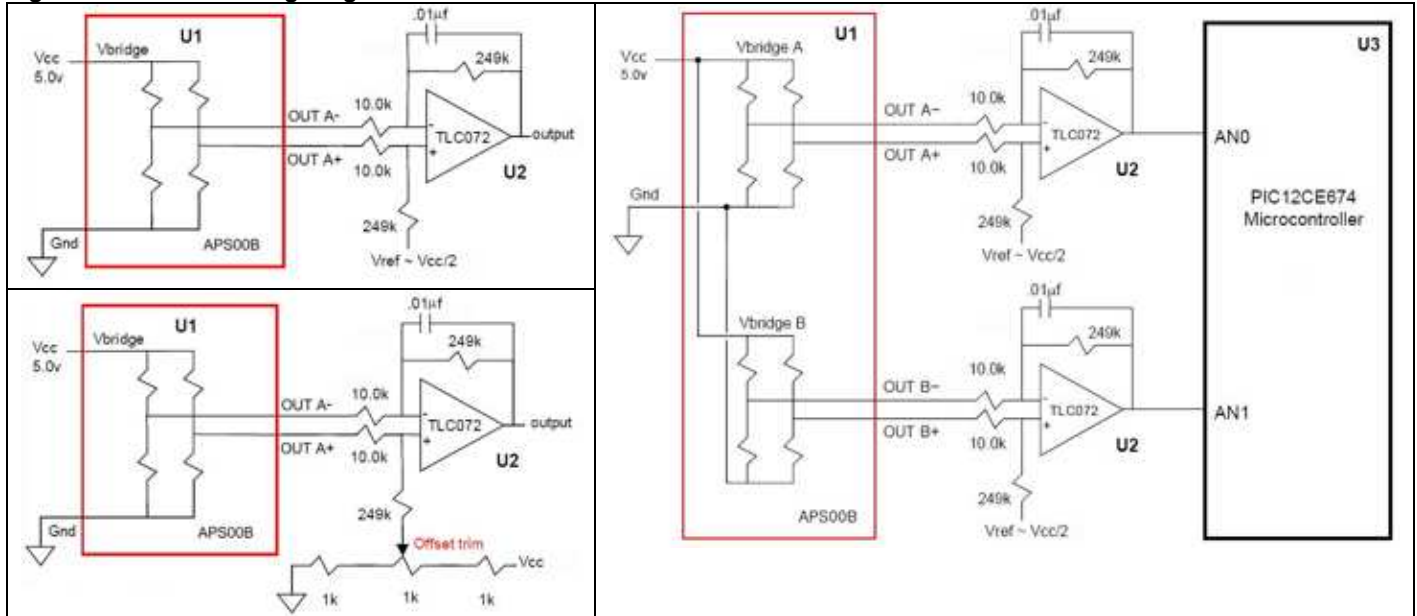 .01µf
U1
Vcc
5.0v
Vbridge
249k
10.0k
OUT A-
OUT A+
10.0k
-
+
TLC072
output
U2
249k
Gnd
APS00B
Vref ~ Vcc/2
.01µf
U1
Vcc
5.0v
Vbridge
249k
10.0k
OUT A-
OUT A+
10.0k
-
+
TLC072
output
U2
249k
Gnd
APS00B
Offset trim
Vcc
1k
1k
1k
.01µf
U1
U3
Vcc
5.0v
Vbridge A
249k
10.0k
OUT A−
OUT A+
10.0k
-
+
TLC072
U2
AN0
PIC12CE674
Microcontroller
Gnd
249k
Vref ~ Vcc/2
.01µf
Vbridge B
249k
10.0k
OUT B−
OUT B+
10.0k
-
+
TLC072
U2
AN1
249k
Vref ~ Vcc/2
APS00B